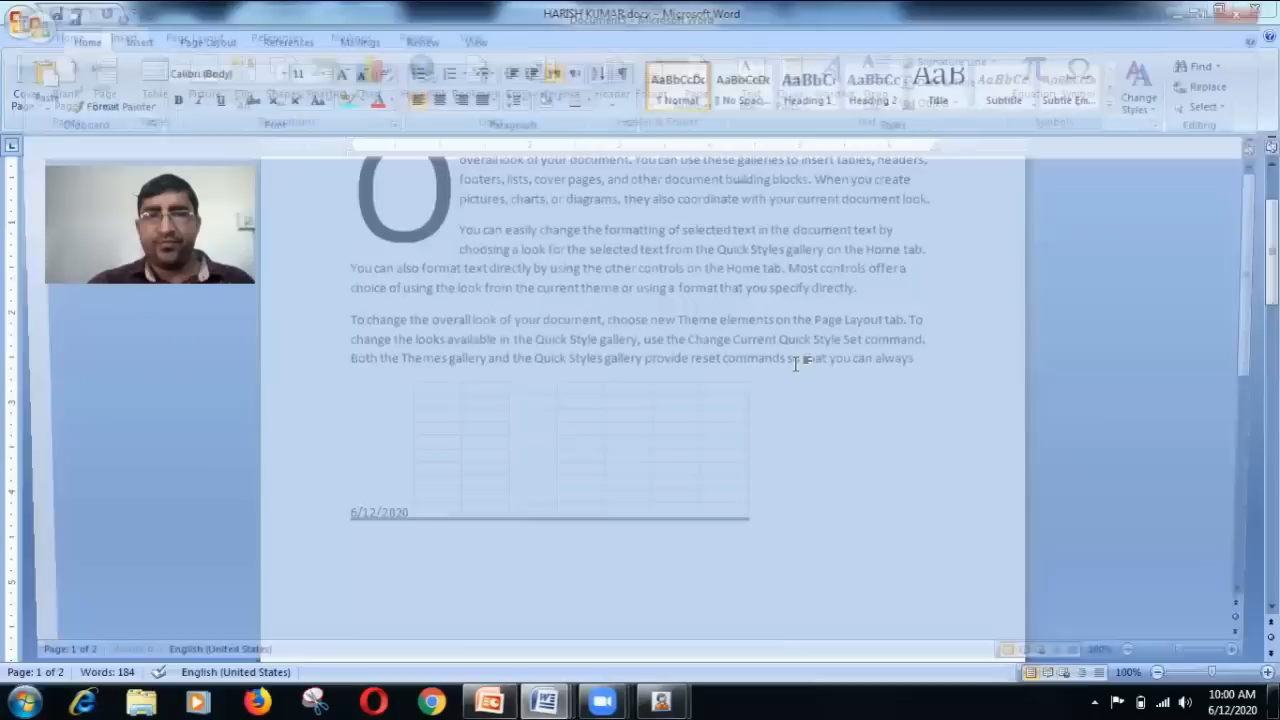 HARISH KUMAR.docx - Microsoft Word
Home Insert Page Layout References Mailings Review View
Calibri (Body) 11
Format Painter
Clipboard
Paragraph
Styles
Editing
AaBbCcDc AaBbCcDc AaBbC AaBbCc AaB AaBbCc AaBbCcDc
¶ Normal ¶ No Spac... Heading 1 Heading 2 Title Subtitle Subtle Em...
Change
Styles
Find
Replace
Select
overall look of your document. You can use these galleries to insert tables, headers,
O footers, lists, cover pages, and other document building blocks. When you create
pictures, charts, or diagrams, they also coordinate with your current document look.
You can easily change the formatting of selected text in the document text by
choosing a look for the selected text from the Quick Styles gallery on the Home tab.
You can also format text directly by using the other controls on the Home tab. Most controls offer a
choice of using the look from the current theme or using a format that you specify directly.
To change the overall look of your document, choose new Theme elements on the Page Layout tab. To
change the looks available in the Quick Style gallery, use the Change Current Quick Style Set command.
Both the Themes gallery and the Quick Styles gallery provide reset commands so that you can always
6/12/2020
Page: 1 of 2 English (United States)
Page: 1 of 2 Words: 184 English (United States) 100%
10:00 AM
6/12/2020